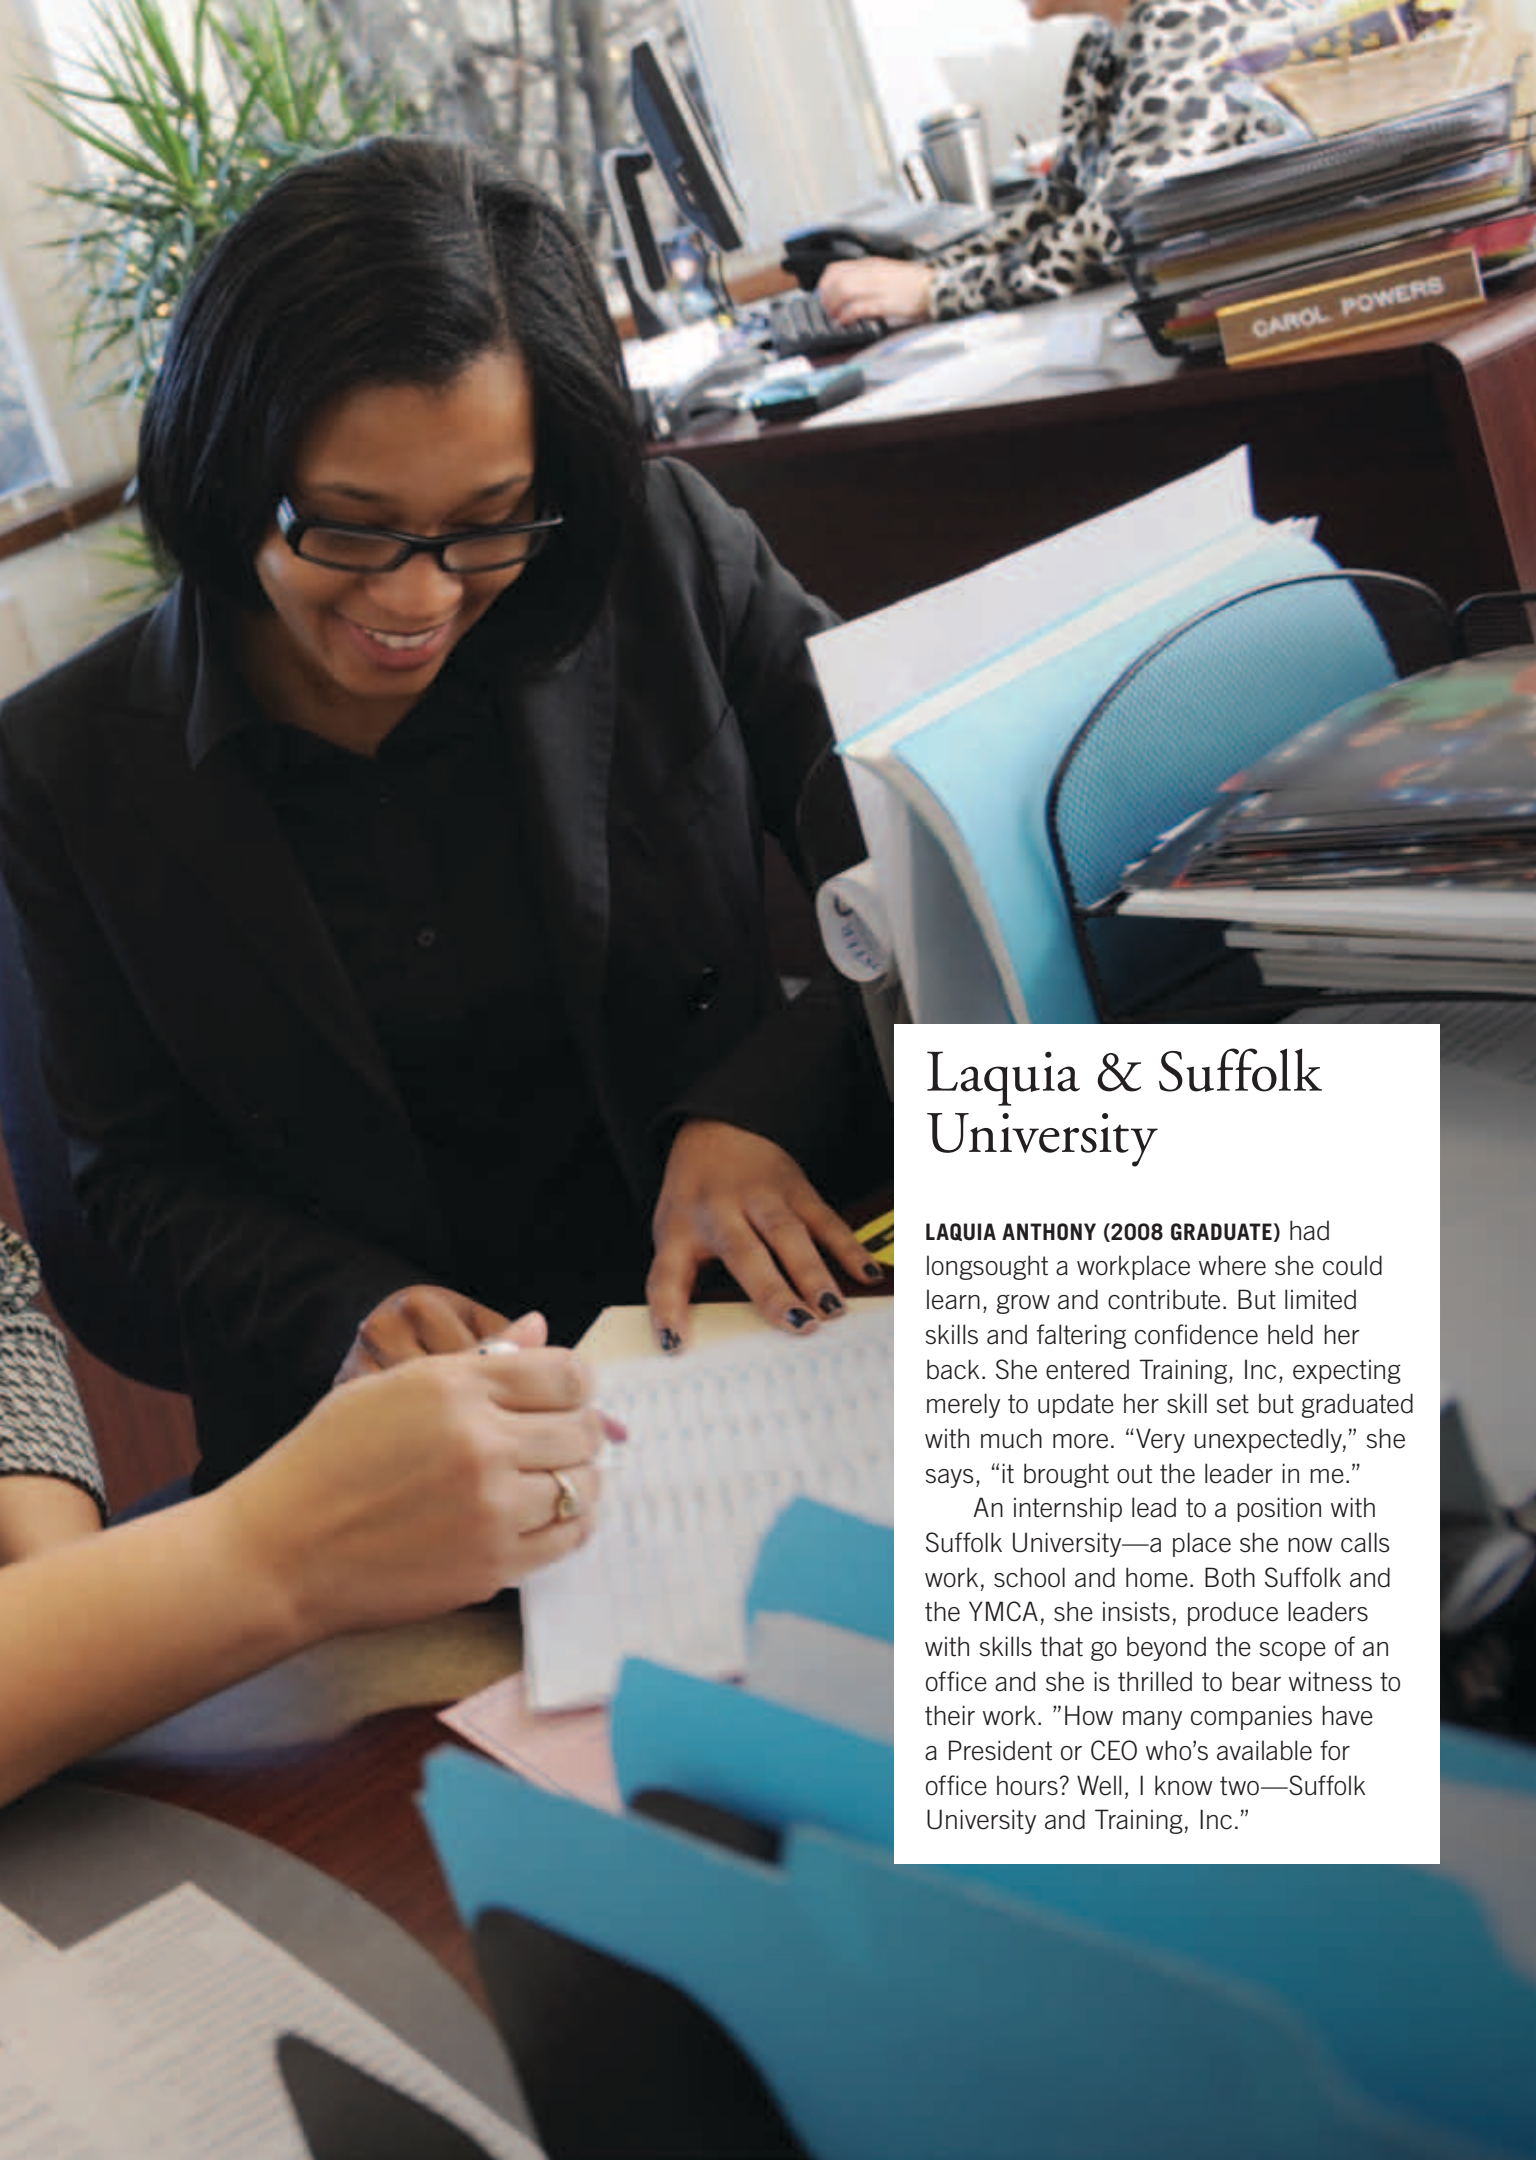 CAROL POWERS
Laquia & Suffolk
University
LAQUIA ANTHONY (2008 GRADUATE) had
longsought a workplace where she could
learn, grow and contribute. But limited
skills and faltering confidence held her
back. She entered Training, Inc, expecting
merely to update her skill set but graduated
with much more. “Very unexpectedly,” she
says, “it brought out the leader in me.”
An internship lead to a position with
Suffolk University—a place she now calls
work, school and home. Both Suffolk and
the YMCA, she insists, produce leaders
with skills that go beyond the scope of an
office and she is thrilled to bear witness to
their work. ”How many companies have
a President or CEO who’s available for
office hours? Well, I know two—Suffolk
University and Training, Inc.”